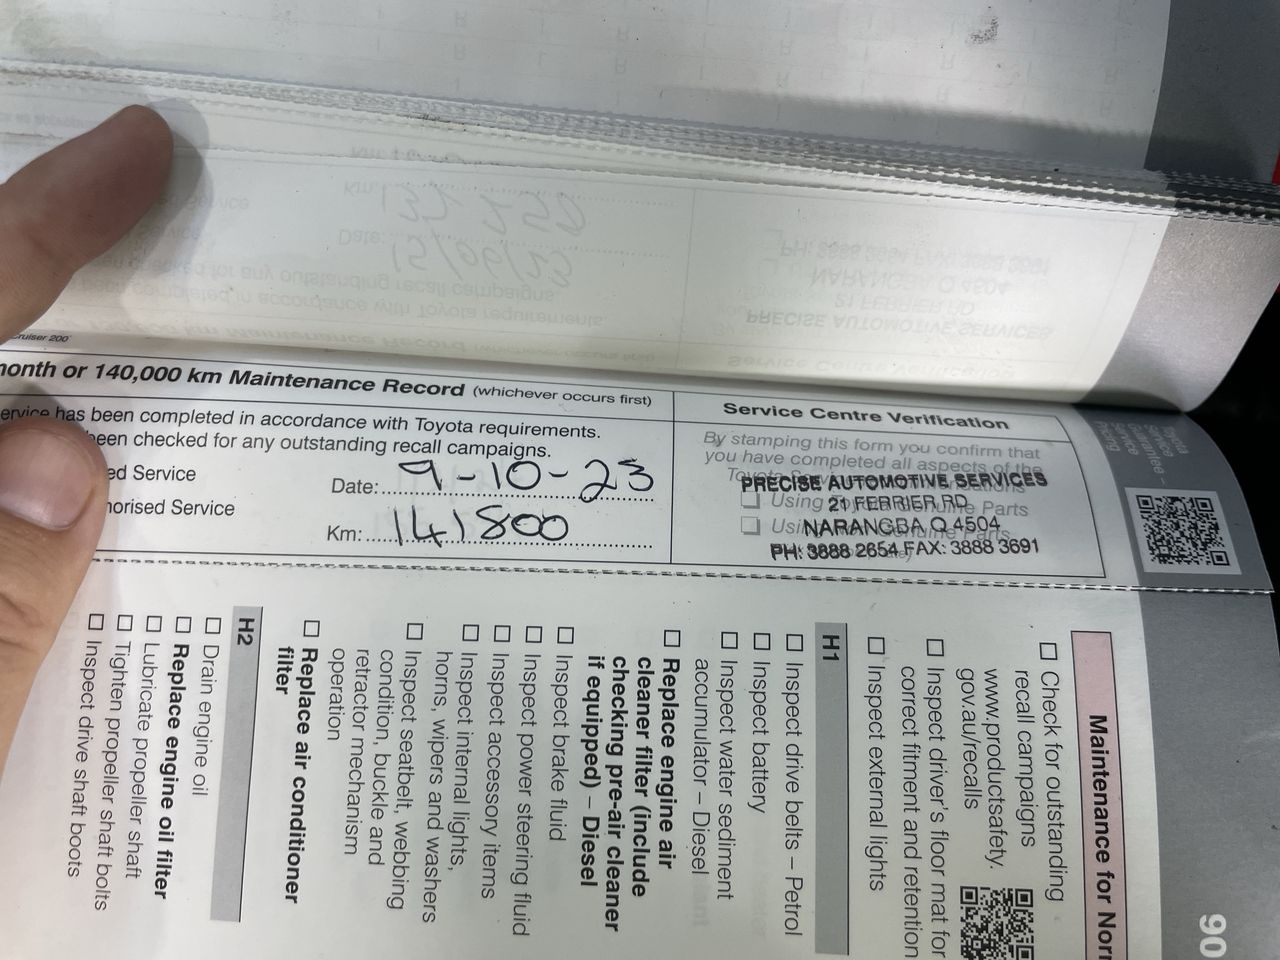 ruiser 200
month or 140,000 km Maintenance Record (whichever occurs first)
ervice has been completed in accordance with Toyota requirements.
been checked for any outstanding recall campaigns.
ed Service
horised Service
Date: 9-10-23
Km: 141800
Service Centre Verification
By stamping this form you confirm that
you have completed all aspects of the
PRECISE AUTOMOTIVE SERVICES
21 FERRIER RD
NARANGBA Q 4504
PH: 3888 2654 FAX: 3888 3691
Maintenance for Nor
Check for outstanding
recall campaigns
www.productsafety.
gov.au/recalls
Inspect driver's floor mat for
correct fitment and retention
Inspect external lights
H1
Inspect drive belts – Petrol
Inspect battery
Inspect water sediment
accumulator – Diesel
Replace engine air
cleaner filter (include
checking pre-air cleaner
if equipped) – Diesel
Inspect brake fluid
Inspect power steering fluid
Inspect accessory items
Inspect internal lights,
horns, wipers and washers
Inspect seatbelt, webbing
condition, buckle and
retractor mechanism
operation
Replace air conditioner
filter
H2
Drain engine oil
Replace engine oil filter
Lubricate propeller shaft
Tighten propeller shaft bolts
Inspect drive shaft boots
90